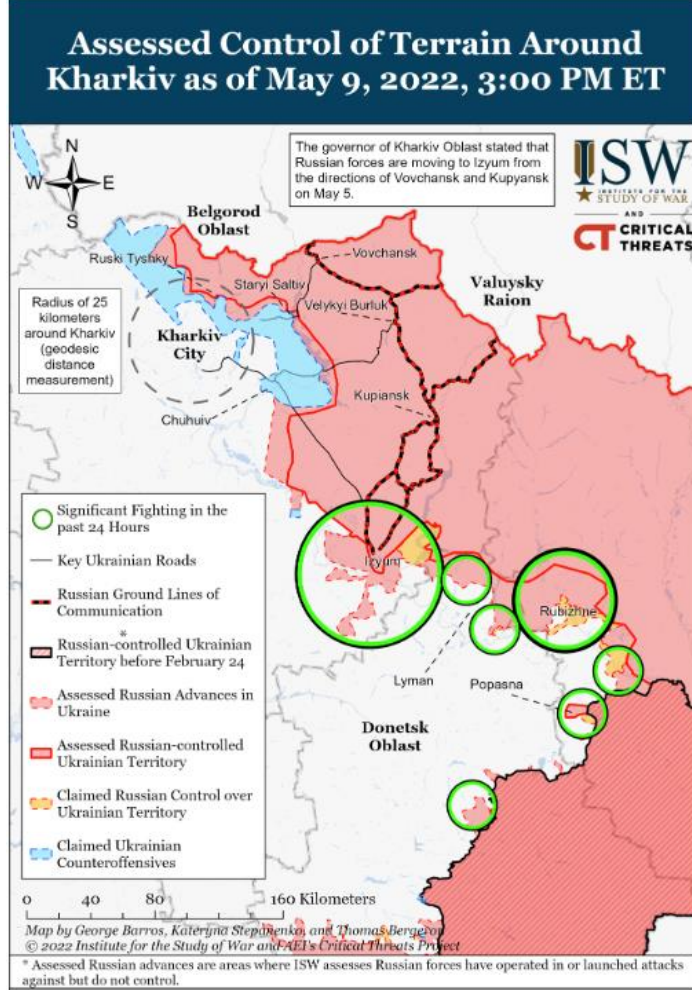 Assessed Control of Terrain Around
Kharkiv as of May 9, 2022, 3:00 PM ET
The governor of Kharkiv Oblast stated that
Russian forces are moving to Izyum from
the directions of Vovchansk and Kupyansk
on May 5.
ISW
INSTITUTE FOR THE
STUDY OF WAR
AND
CT CRITICAL
THREATS
N
W E
S
Belgorod
Oblast
Ruski Tyshky
Vovchansk
Staryi Saltiv
Valuysky
Raion
Velykyi Burluk
Radius of 25
kilometers
around Kharkiv
(geodesic
distance
measurement)
Kharkiv
City
Kupiansk
Chuhuiv
Izyum
Rubizhne
Lyman
Popasna
Donetsk
Oblast
Significant Fighting in the
past 24 Hours
Key Ukrainian Roads
Russian Ground Lines of
Communication
*
Russian-controlled Ukrainian
Territory before February 24
Assessed Russian Advances in
Ukraine
Assessed Russian-controlled
Ukrainian Territory
Claimed Russian Control over
Ukrainian Territory
Claimed Ukrainian
Counteroffensives
0 40 80 160 Kilometers
Map by George Barros, Kateryna Stepanenko, and Thomas Bergeron
© 2022 Institute for the Study of War and AEI's Critical Threats Project
* Assessed Russian advances are areas where ISW assesses Russian forces have operated in or launched attacks
against but do not control.